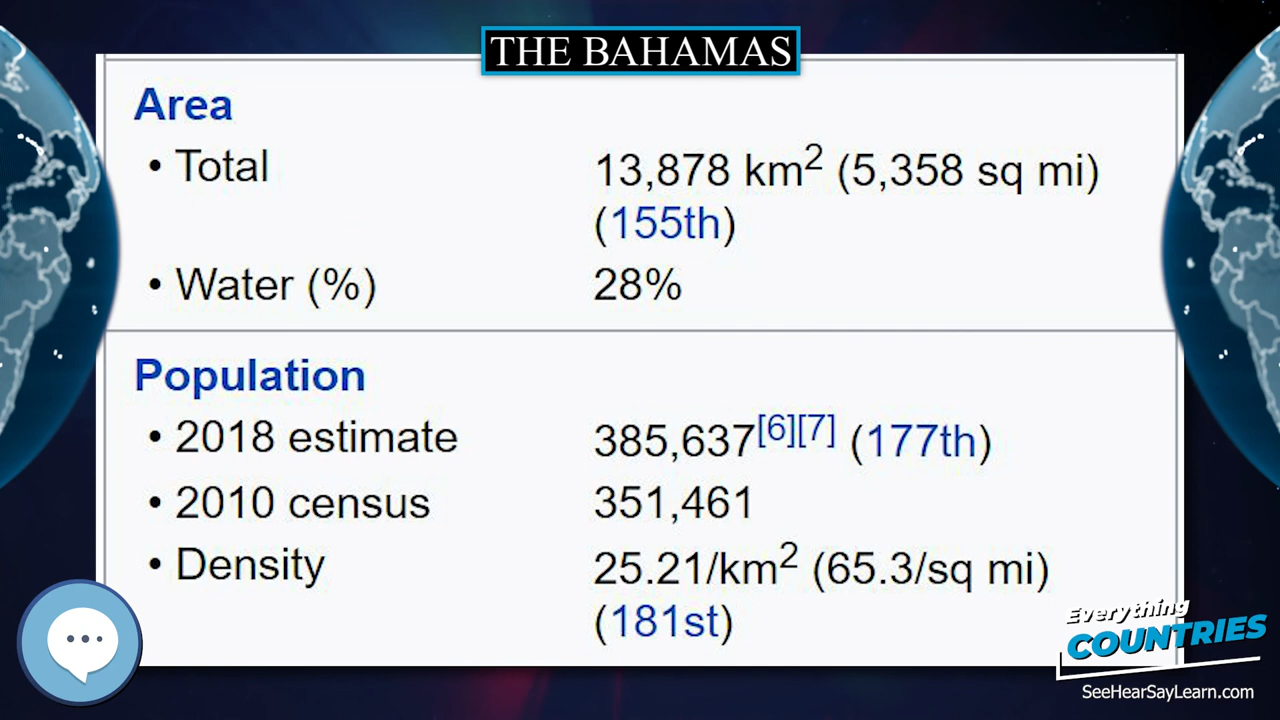 THE BAHAMAS
Area
• Total 13,878 km² (5,358 sq mi)
(155th)
• Water (%) 28%
Population
• 2018 estimate 385,637[6][7] (177th)
• 2010 census 351,461
• Density 25.21/km² (65.3/sq mi)
(181st)
Everything
COUNTRIES
SeeHearSayLearn.com